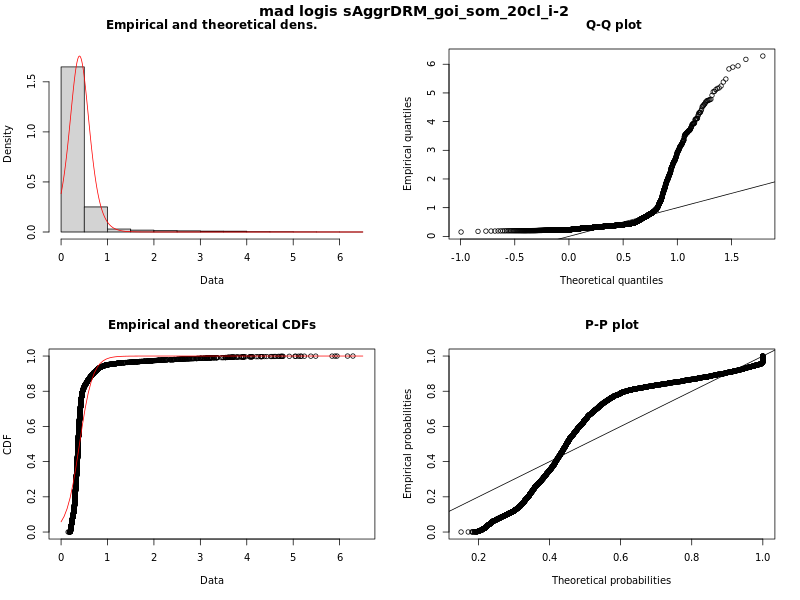 mad logis sAggrDRM_goi_som_20cl_i-2
Empirical and theoretical dens.
Density
0.0 0.5 1.0 1.5
0 1 2 3 4 5 6
Data
Q-Q plot
Empirical quantiles
0 1 2 3 4 5 6
-1.0 -0.5 0.0 0.5 1.0 1.5
Theoretical quantiles
Empirical and theoretical CDFs
CDF
0.0 0.2 0.4 0.6 0.8 1.0
0 1 2 3 4 5 6
Data
P-P plot
Empirical probabilities
0.0 0.2 0.4 0.6 0.8 1.0
0.2 0.4 0.6 0.8 1.0
Theoretical probabilities